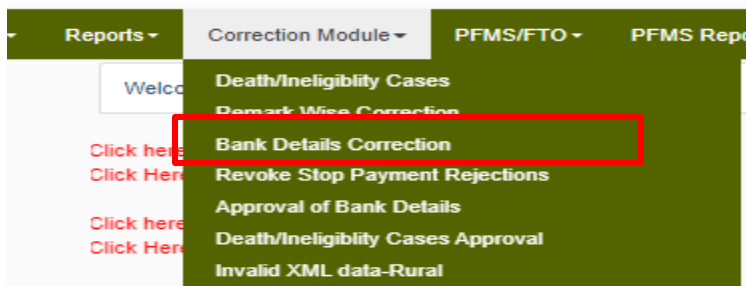 Reports Correction Module PFMS/FTO PFMS Repo
Welco
Death/Ineligiblity Cases
Remark Wise Correction
Click here
Bank Details Correction
Click Here
Revoke Stop Payment Rejections
Approval of Bank Details
Click here
Death/Ineligiblity Cases Approval
Click Here
Invalid XML data-Rural